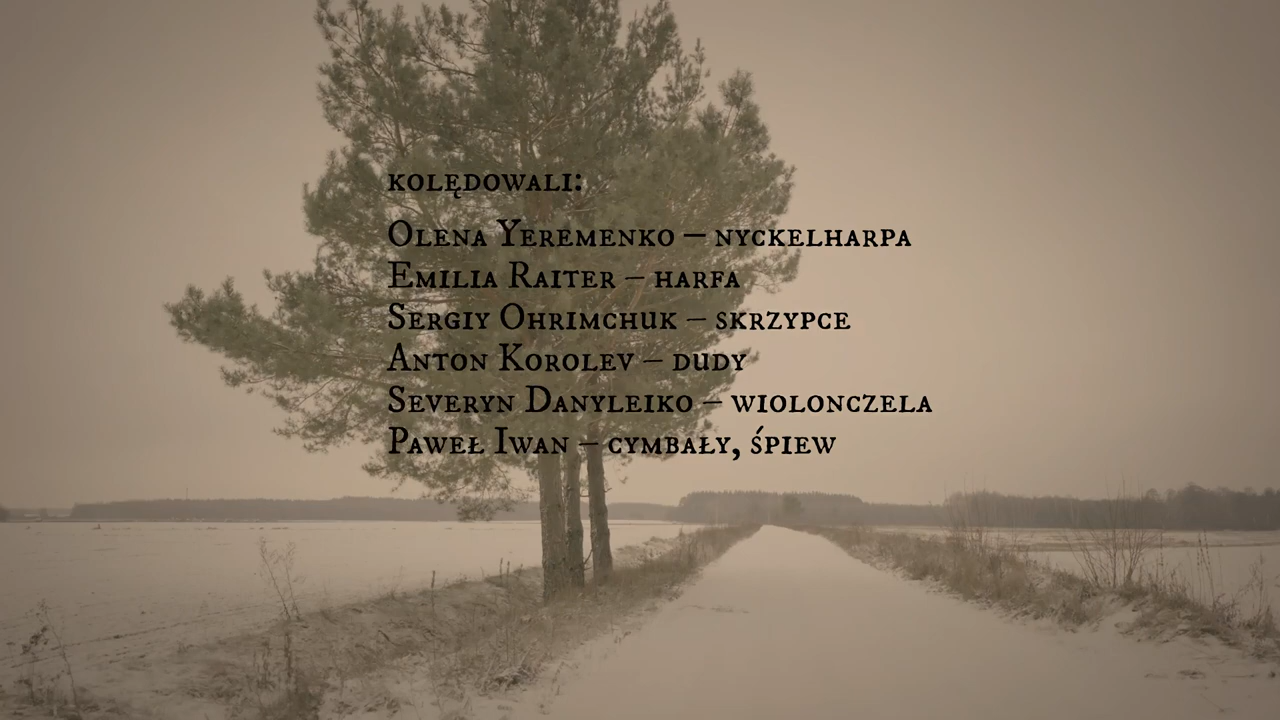 kolędowali:
Olena Yeremenko – nyckelharpa
Emilia Raiter – harfa
Sergiy Ohrimchuk – skrzypce
Anton Korolev – dudy
Severyn Danyleiko – wiolonczela
Paweł Iwan – cymbały, śpiew